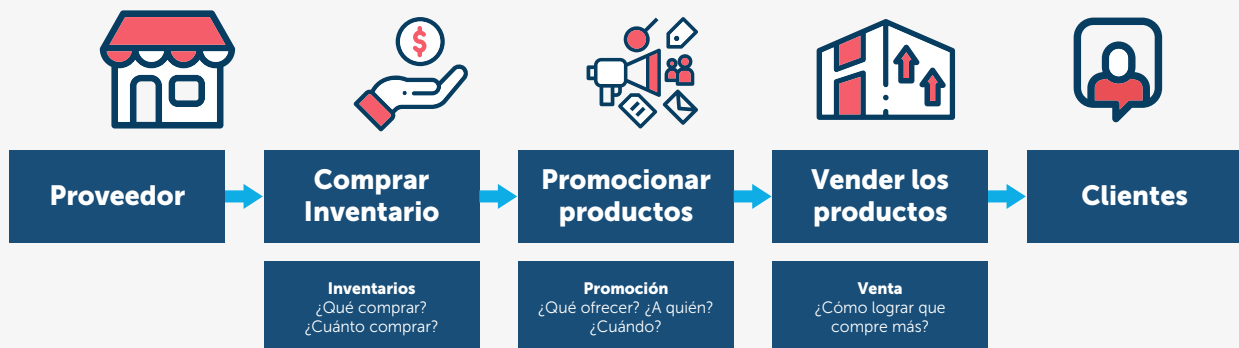 Proveedor
Comprar
Inventario
Promocionar
productos
Vender los
productos
Clientes
Inventarios
¿Qué comprar?
¿Cuánto comprar?
Promoción
¿Qué ofrecer? ¿A quién?
¿Cuándo?
Venta
¿Cómo lograr que
compre más?